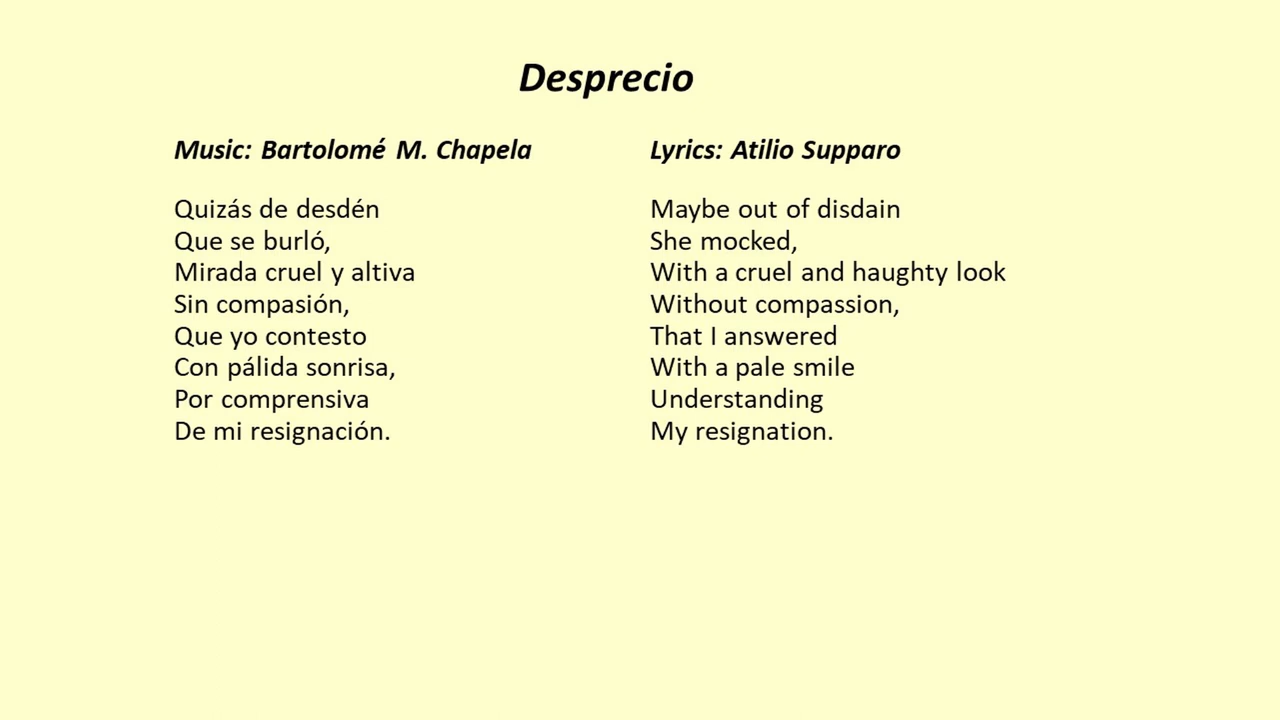 Desprecio
Music: Bartolomé M. Chapela
Lyrics: Atilio Supparo
Quizás de desdén
Que se burló,
Mirada cruel y altiva
Sin compasión,
Que yo contesto
Con pálida sonrisa,
Por comprensiva
De mi resignación.
Maybe out of disdain
She mocked,
With a cruel and haughty look
Without compassion,
That I answered
With a pale smile
Understanding
My resignation.